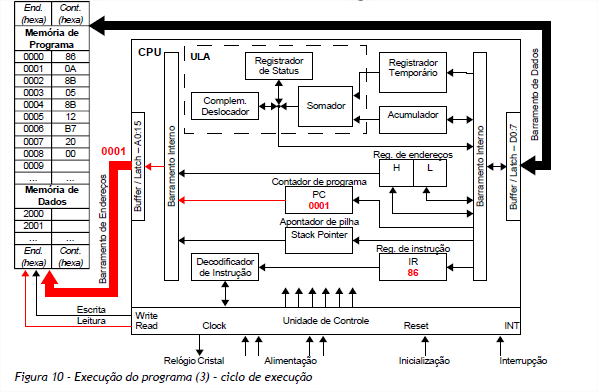 End. Cont.
(hexa) (hexa)
Memória de
Programa
0000 86
0001 0A
0002 8B
0003 05
0004 8B
0005 12
0006 B7
0007 20
0008 00
0009
... ...
Memória de
Dados
2000
2001
... ...
End. Cont.
(hexa) (hexa)
0001
Barramento de Endereços
Buffer / Latch – A0:15
Barramento Interno
CPU
ULA
Registrador
de Status
Complem.
Deslocador
Somador
Registrador
Temporário
Acumulador
Reg. de endereços
H L
Contador de programa
PC
0001
Apontador de pilha
Stack Pointer
Reg. de instrução
IR
86
Decodificador
de Instrução
Barramento Interno
Buffer / Latch – D0:7
Barramento de Dados
Escrita
Leitura
Write
Read
Clock
Unidade de Controle
Reset
INT
Relógio Cristal
Alimentação
Inicialização
Interrupção
Figura 10 - Execução do programa (3) - ciclo de execução